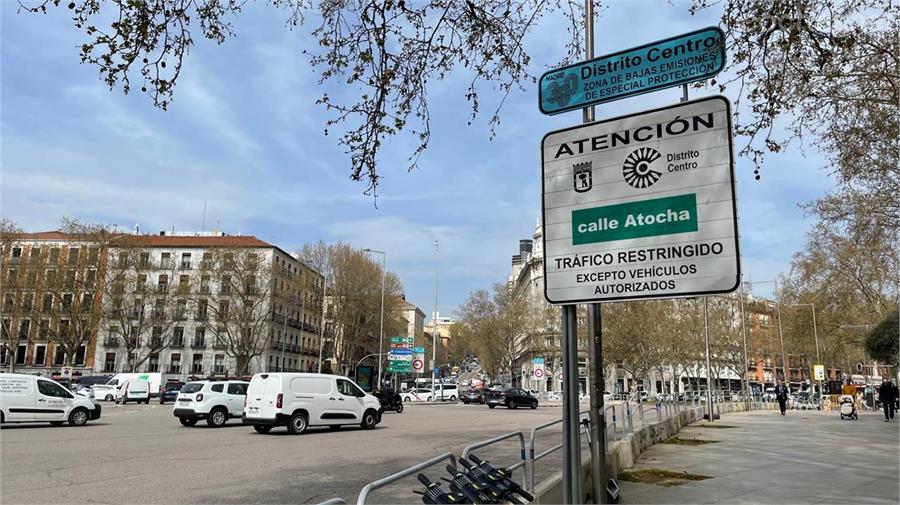 MADRID
Distrito Centro
ZONA DE BAJAS EMISIONES
DE ESPECIAL PROTECCIÓN
ATENCIÓN
Distrito
Centro
calle Atocha
TRÁFICO RESTRINGIDO
EXCEPTO VEHÍCULOS
AUTORIZADOS